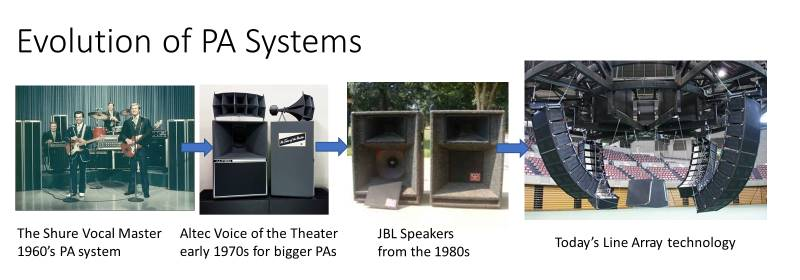 Evolution of PA Systems
The Shure Vocal Master
1960's PA system
Altec Voice of the Theater
early 1970s for bigger PAs
JBL Speakers
from the 1980s
Today's Line Array technology